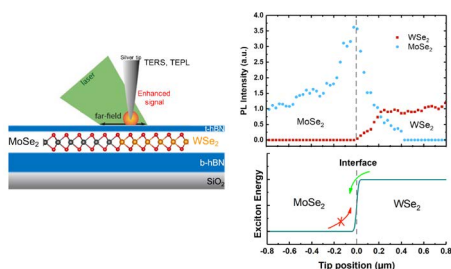 Silver tip
TERS, TEPL
laser
Enhanced
signal
far-field
t-hBN
MoSe₂
WSe₂
b-hBN
SiO₂
PL Intensity (a.u.)
4.0
3.5
3.0
2.5
2.0
1.5
1.0
0.5
0.0
WSe₂
MoSe₂
MoSe₂
WSe₂
Exciton Energy
Interface
MoSe₂
WSe₂
-0.8 -0.6 -0.4 -0.2 0.0 0.2 0.4 0.6 0.8
Tip position (μm)